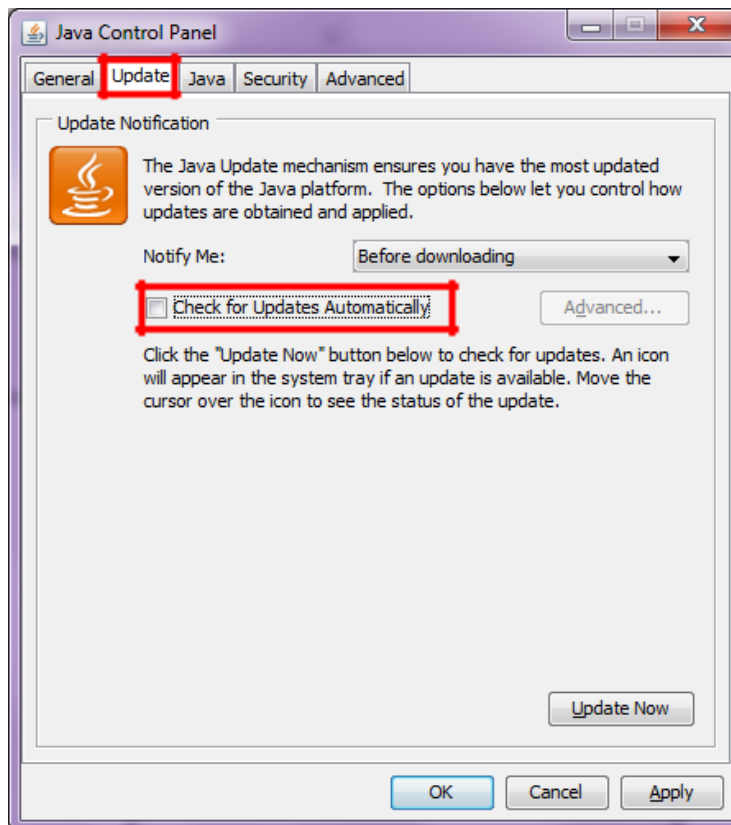 Java Control Panel
General Update Java Security Advanced
Update Notification
The Java Update mechanism ensures you have the most updated
version of the Java platform. The options below let you control how
updates are obtained and applied.
Notify Me: Before downloading
Check for Updates Automatically Advanced...
Click the "Update Now" button below to check for updates. An icon
will appear in the system tray if an update is available. Move the
cursor over the icon to see the status of the update.
Update Now
OK Cancel Apply